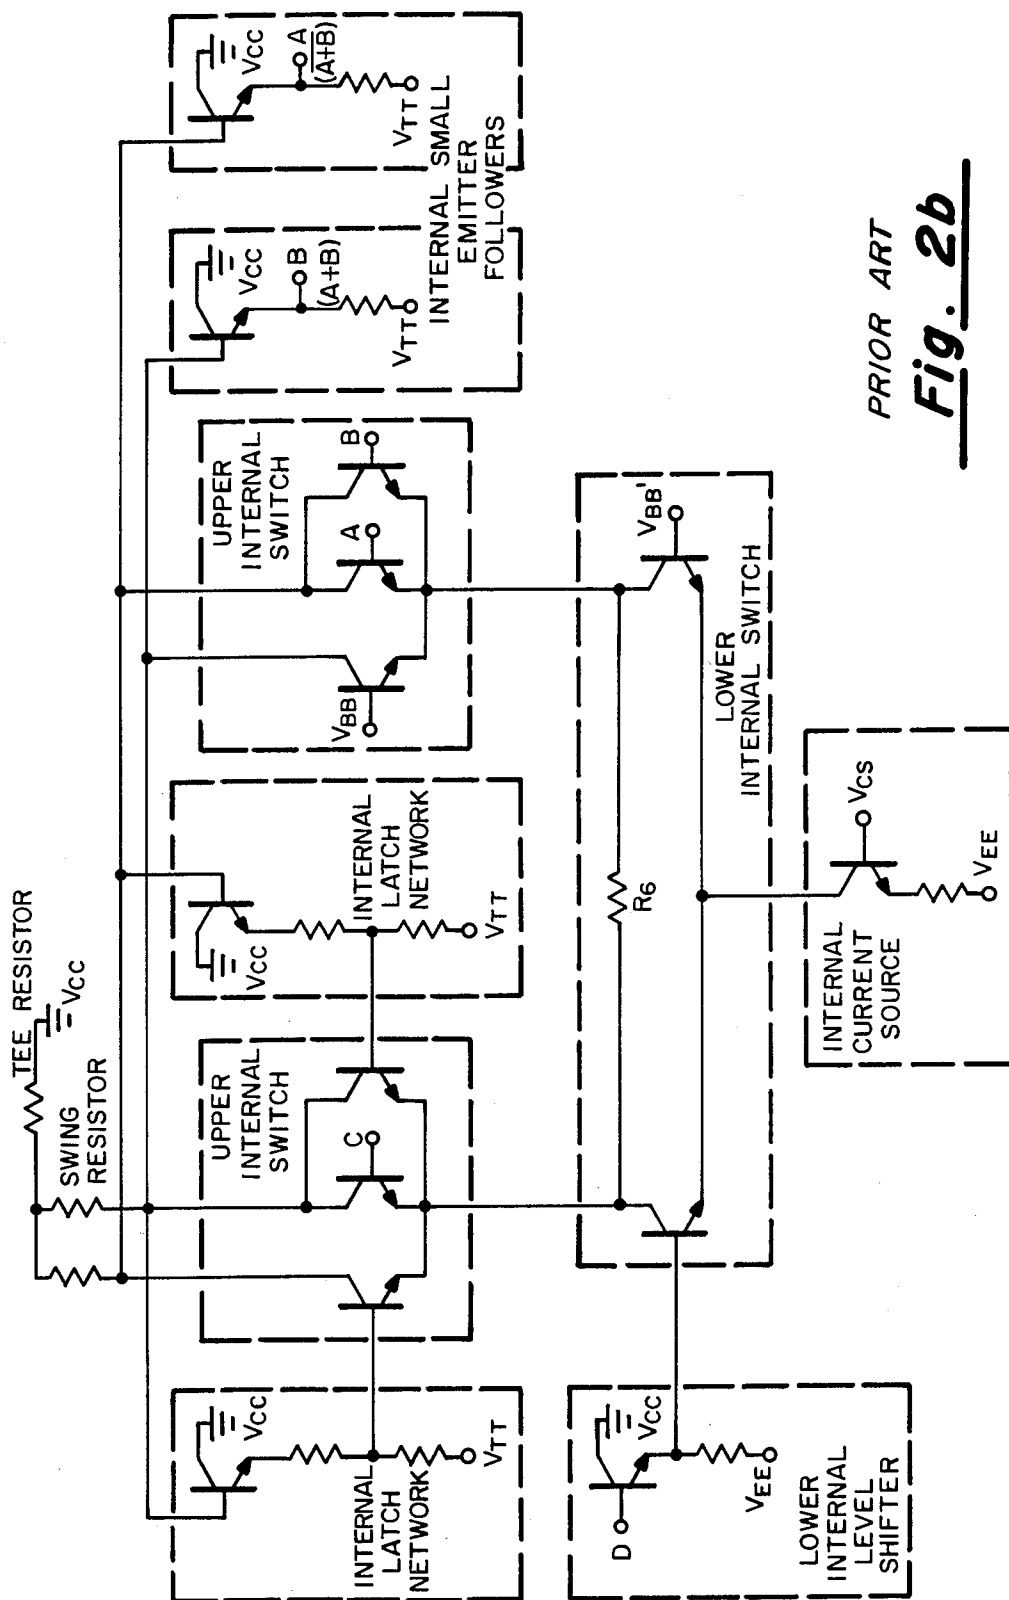 TEE RESISTOR
VCC
SWING
RESISTOR
VCC
INTERNAL
LATCH
NETWORK
VTT
UPPER
INTERNAL
SWITCH
C
VCC
INTERNAL
LATCH
NETWORK
VTT
UPPER
INTERNAL
SWITCH
VBB
A
B
VCC
B
(A+B)
VTT
VCC
A
(A+B)
VTT
INTERNAL SMALL
EMITTER
FOLLOWERS
D
VCC
VEE
LOWER
INTERNAL
LEVEL
SHIFTER
R6
LOWER
INTERNAL SWITCH
VBB'
INTERNAL
CURRENT
SOURCE
VCS
VEE
PRIOR ART
Fig. 2b